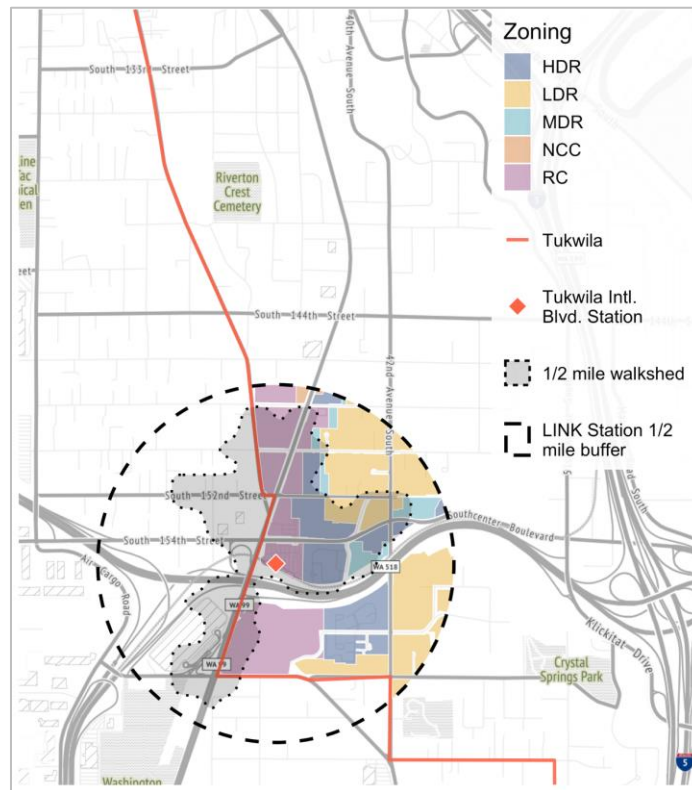 Zoning
HDR
LDR
MDR
NCC
RC
Tukwila
Tukwila Intl.
Blvd. Station
1/2 mile walkshed
LINK Station 1/2
mile buffer
South 133rd Street
40th Avenue South
Riverton
Crest
Cemetery
South 144th Street
42nd Avenue South
South 152nd Street
Southcenter Boulevard
South 154th Street
Air Cargo Road
WA 518
WA 99
Klickitat Drive
Crystal
Springs Park
Washington
5